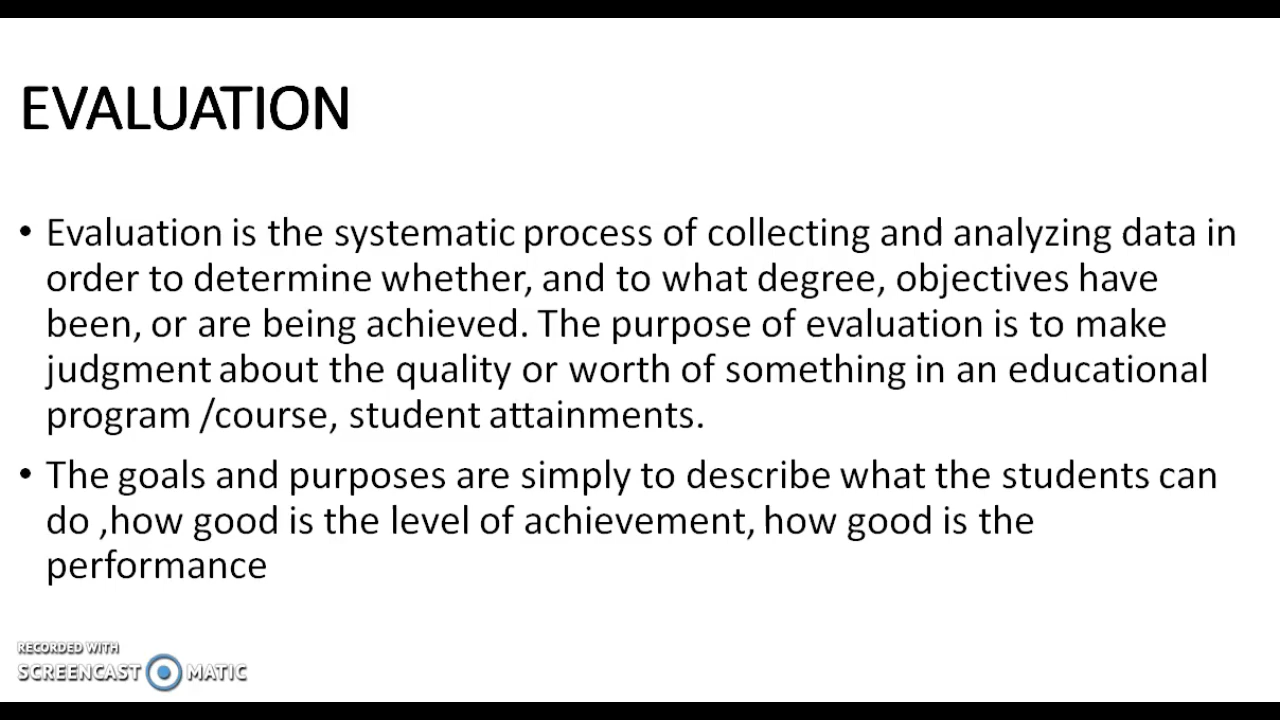 EVALUATION
• Evaluation is the systematic process of collecting and analyzing data in
order to determine whether, and to what degree, objectives have
been, or are being achieved. The purpose of evaluation is to make
judgment about the quality or worth of something in an educational
program /course, student attainments.
• The goals and purposes are simply to describe what the students can
do ,how good is the level of achievement, how good is the
performance
RECORDED WITH
SCREENCAST MATIC